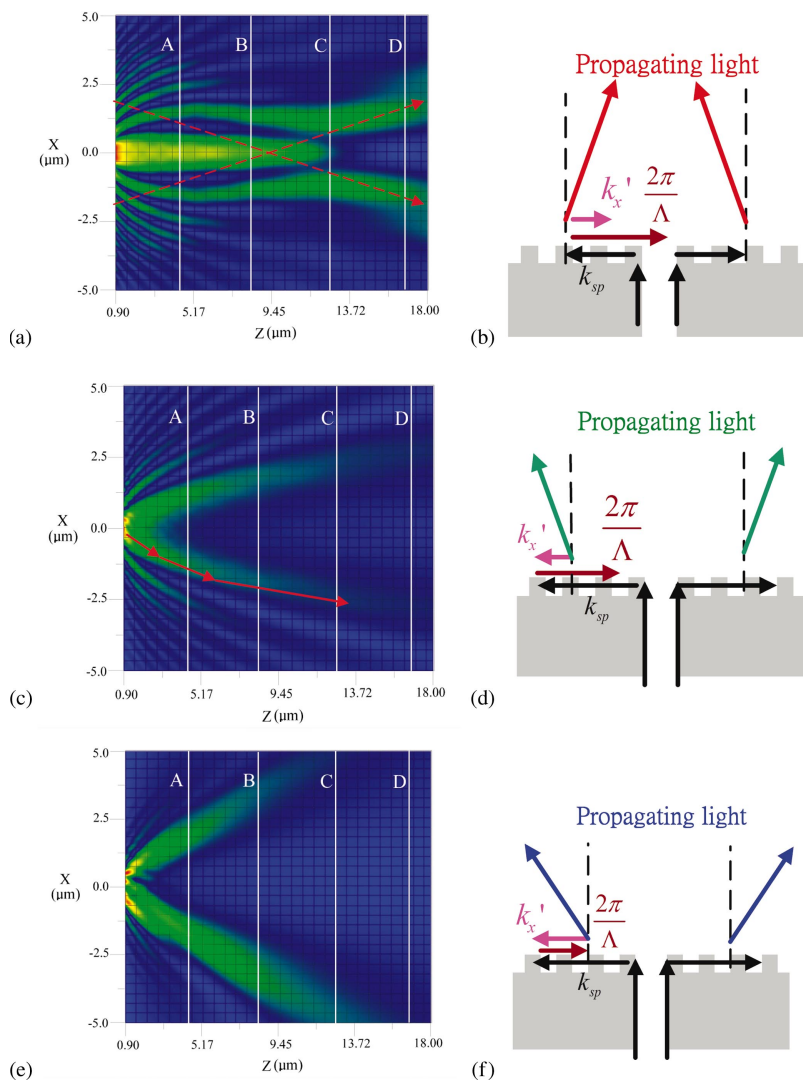 5.0
A B C D
2.5
X
(μm)
0.0
-2.5
-5.0
0.90 5.17 9.45 13.72 18.00
Z (μm)
(a)
Propagating light
kₓ' 2π/Λ
k_sp
(b)
5.0
A B C D
2.5
X
(μm)
0.0
-2.5
-5.0
0.90 5.17 9.45 13.72 18.00
Z (μm)
(c)
Propagating light
2π/Λ
kₓ'
k_sp
(d)
5.0
A B C D
2.5
X
(μm)
0.0
-2.5
-5.0
0.90 5.17 9.45 13.72 18.00
Z (μm)
(e)
Propagating light
kₓ' 2π/Λ
k_sp
(f)